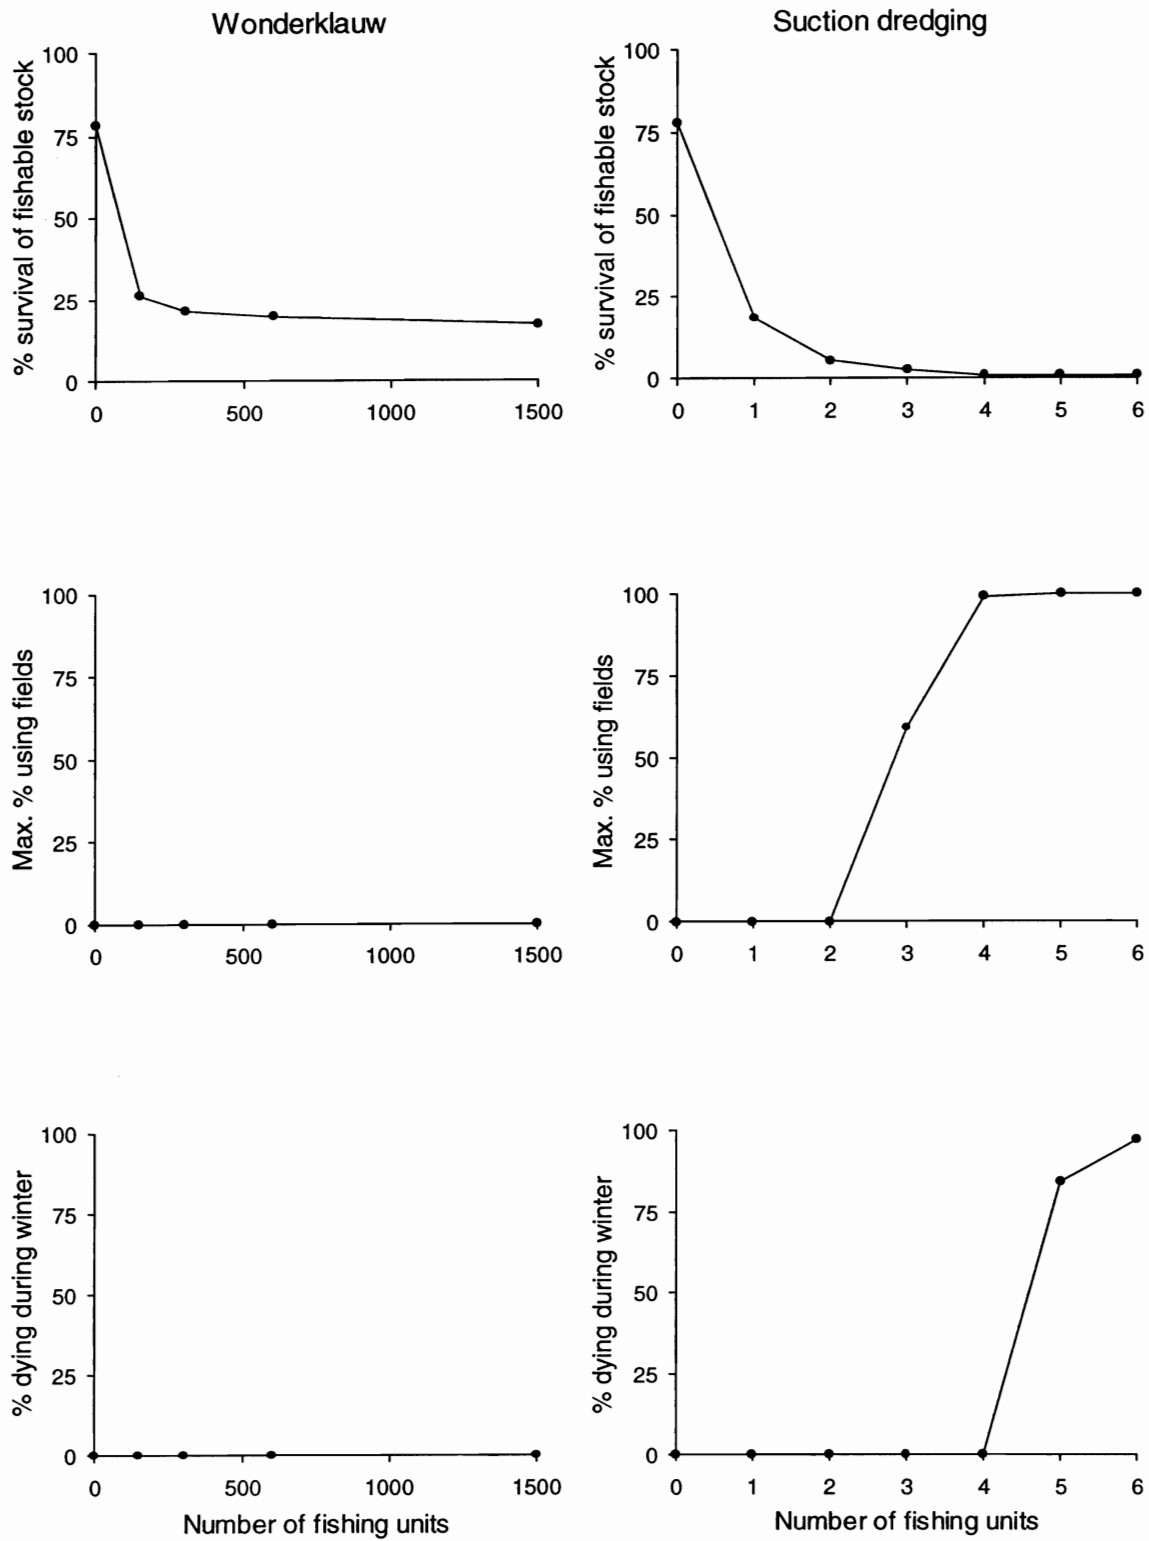 Wonderklauw
% survival of fishable stock
100
75
50
25
0
0 500 1000 1500
Suction dredging
% survival of fishable stock
100
75
50
25
0
0 1 2 3 4 5 6
Max. % using fields
100
75
50
25
0
0 500 1000 1500
Max. % using fields
100
75
50
25
0
0 1 2 3 4 5 6
% dying during winter
100
75
50
25
0
0 500 1000 1500
Number of fishing units
% dying during winter
100
75
50
25
0
0 1 2 3 4 5 6
Number of fishing units